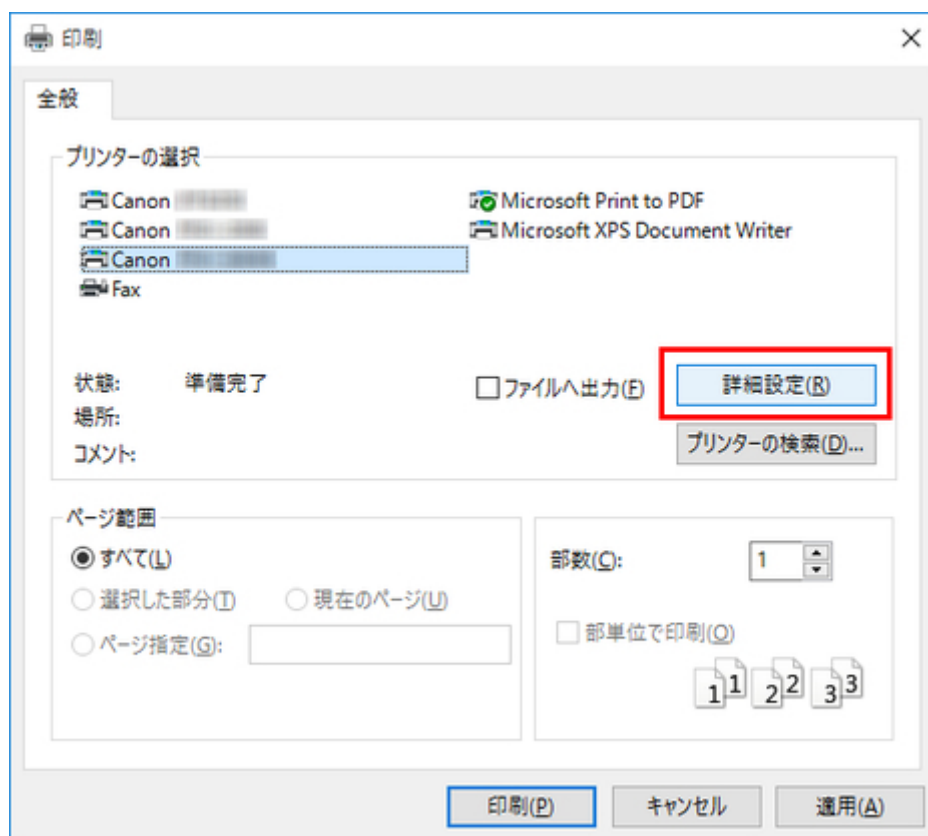 印刷
全般
プリンターの選択
Canon
Canon
Canon
Fax
Microsoft Print to PDF
Microsoft XPS Document Writer
状態: 準備完了
場所:
コメント:
ファイルへ出力(F)
詳細設定(R)
プリンターの検索(D)...
ページ範囲
すべて(L)
選択した部分(T) 現在のページ(U)
ページ指定(G):
部数(C): 1
部単位で印刷(O)
1 1 2 2 3 3
印刷(P) キャンセル 適用(A)